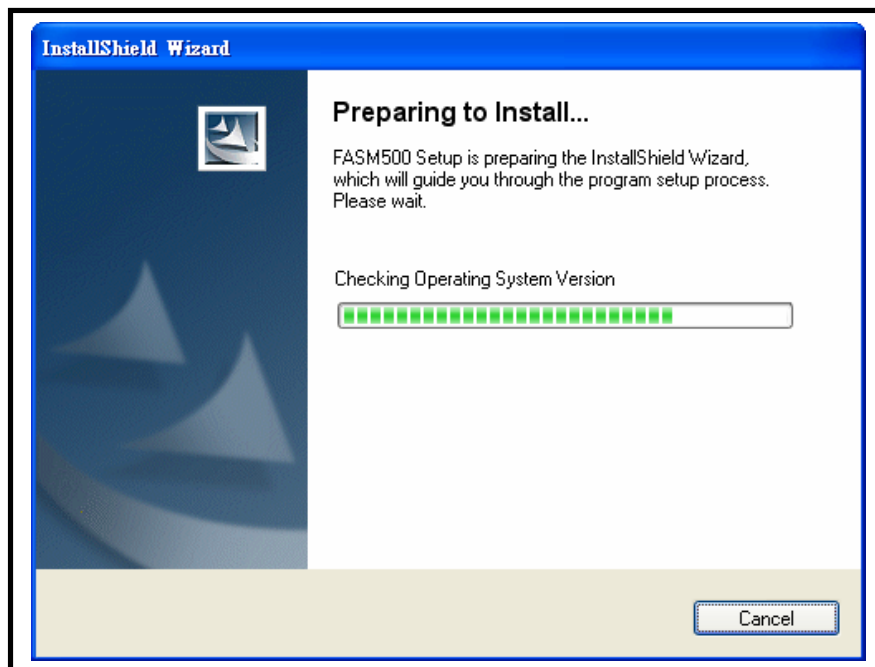 InstallShield Wizard
Preparing to Install...
FASM500 Setup is preparing the InstallShield Wizard,
which will guide you through the program setup process.
Please wait.
Checking Operating System Version
Cancel